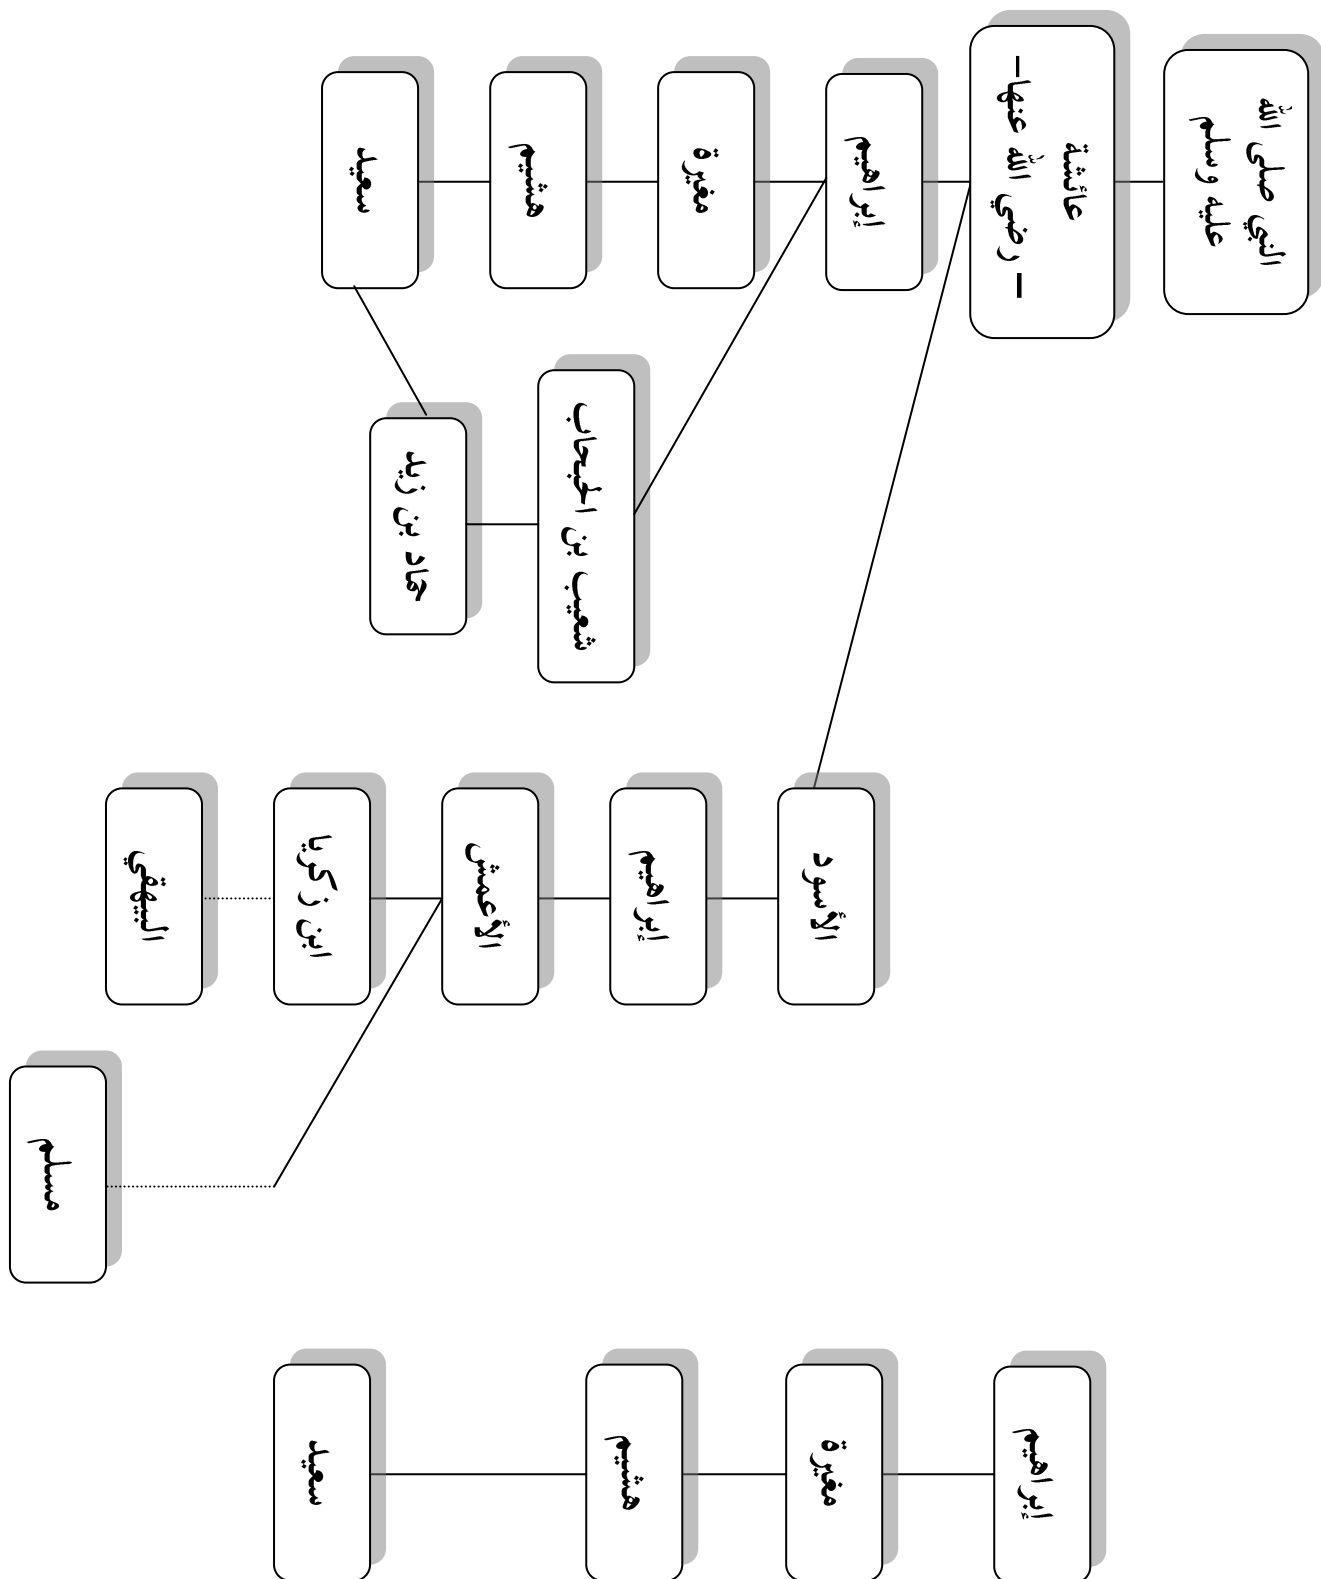 النبي صلى الله
عليه وسلم
عائشة
– رضي الله عنها–
إبراهيم
مغيرة
هشيم
سعيد
شعيب بن الحبحاب
حماد بن زيد
الأسود
إبراهيم
الأعمش
ابن زكريا
البيهقي
مسلم
إبراهيم
مغيرة
هشيم
سعيد